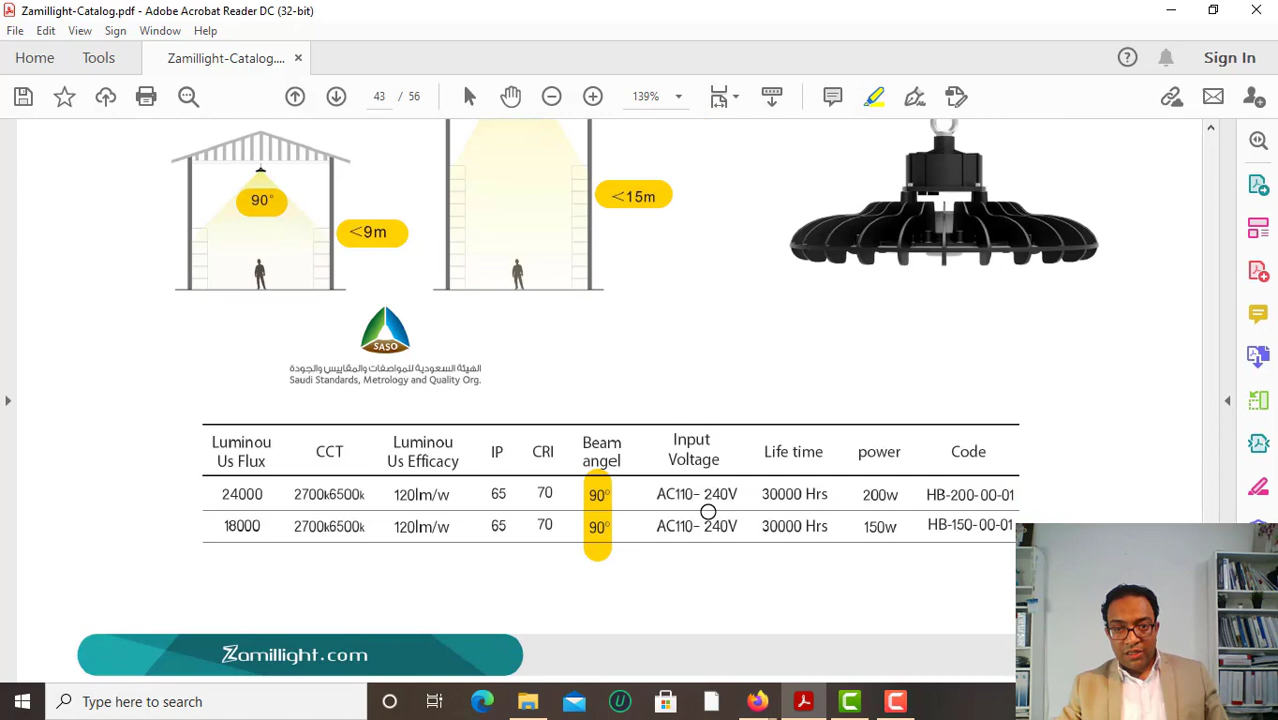 Zamillight-Catalog.pdf - Adobe Acrobat Reader DC (32-bit)
File Edit View Sign Window Help
Home Tools Zamillight-Catalog.... × Sign In
43 / 56 139%
90°
<9m
<15m
SASO
الهيئة السعودية للمواصفات والمقاييس والجودة
Saudi Standards, Metrology and Quality Org.
Luminou Us Flux CCT Luminou Us Efficacy IP CRI Beam angel Input Voltage Life time power Code
24000 2700k6500k 120lm/w 65 70 90° AC110- 240V 30000 Hrs 200w HB-200-00-01
18000 2700k6500k 120lm/w 65 70 90° AC110- 240V 30000 Hrs 150w HB-150-00-01
Zamillight.com
Type here to search